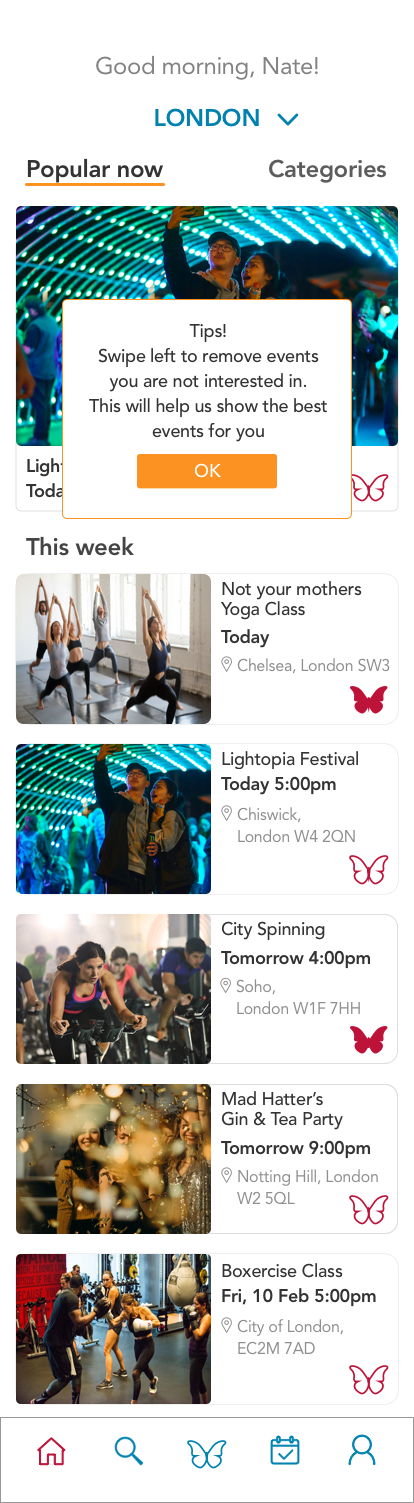 Good morning, Nate!
LONDON
Popular now
Categories
Tips!
Swipe left to remove events
you are not interested in.
This will help us show the best
events for you
OK
This week
Not your mothers
Yoga Class
Today
Chelsea, London SW3
Lightopia Festival
Today 5:00pm
Chiswick,
London W4 2QN
City Spinning
Tomorrow 4:00pm
Soho,
London W1F 7HH
Mad Hatter’s
Gin & Tea Party
Tomorrow 9:00pm
Notting Hill, London
W2 5QL
Boxercise Class
Fri, 10 Feb 5:00pm
City of London,
EC2M 7AD